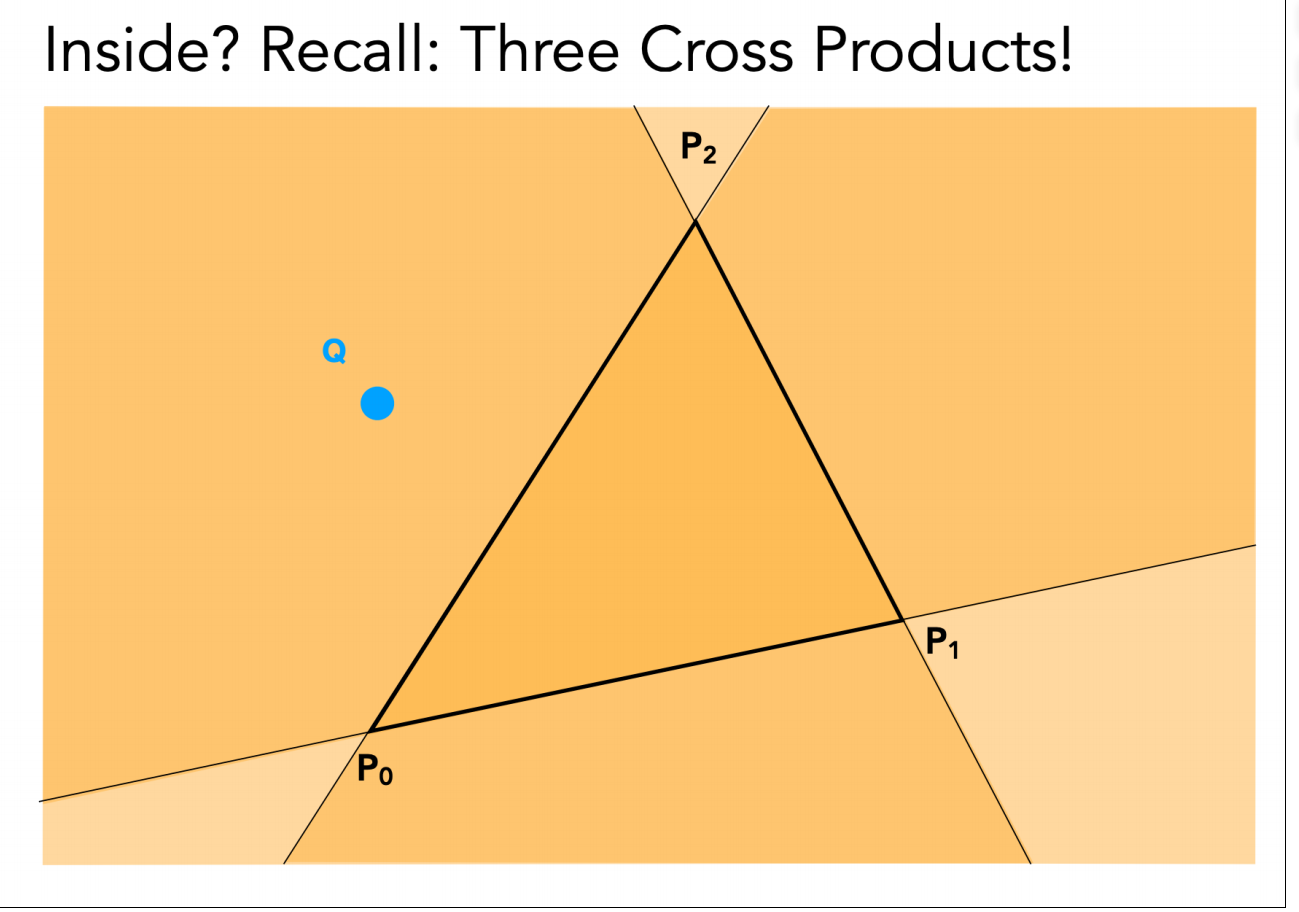 Inside? Recall: Three Cross Products!
P₂
Q
P₁
P₀